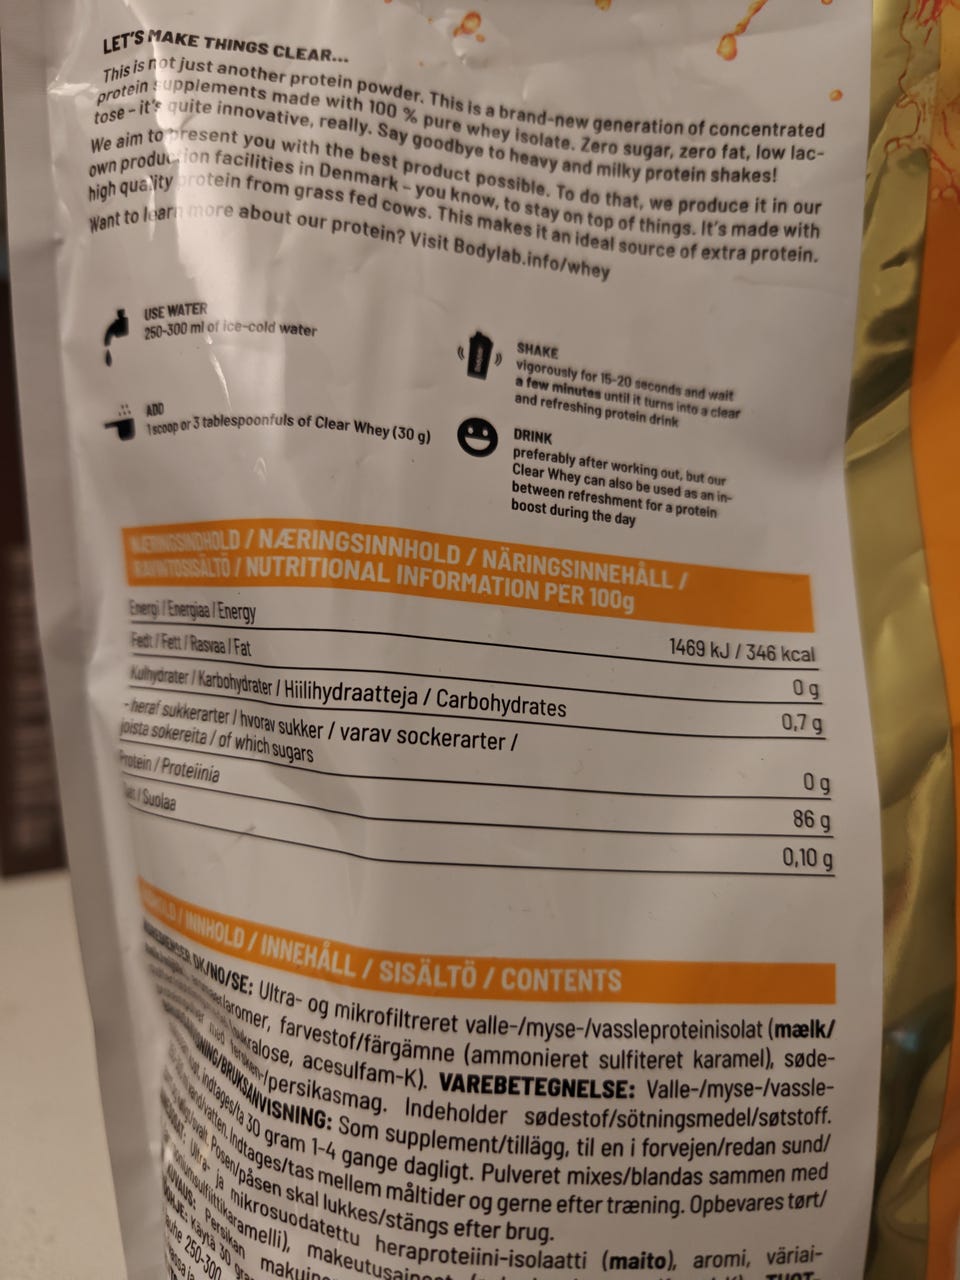 LET'S MAKE THINGS CLEAR...
This is not just another protein powder. This is a brand-new generation of concentrated
protein supplements made with 100 % pure whey isolate. Zero sugar, zero fat, low lac-
tose - it's quite innovative, really. Say goodbye to heavy and milky protein shakes!
We aim to present you with the best product possible. To do that, we produce it in our
own production facilities in Denmark - you know, to stay on top of things. It's made with
high quality protein from grass fed cows. This makes it an ideal source of extra protein.
Want to learn more about our protein? Visit Bodylab.info/whey
USE WATER
250-300 ml of ice-cold water
SHAKE
vigorously for 15-20 seconds and wait
a few minutes until it turns into a clear
and refreshing protein drink
ADD
1 scoop or 3 tablespoonfuls of Clear Whey (30 g)
DRINK
preferably after working out, but our
Clear Whey can also be used as an in-
between refreshment for a protein
boost during the day
NÆRINGSINDHOLD / NÆRINGSINNHOLD / NÄRINGSINNEHÅLL /
RAVINTOSISÄLTÖ / NUTRITIONAL INFORMATION PER 100g
Energi / Energiaa / Energy 1469 kJ / 346 kcal
Fedt / Fett / Rasvaa / Fat 0 g
Kulhydrater / Karbohydrater / Hiilihydraatteja / Carbohydrates 0,7 g
- heraf sukkerarter / hvorav sukker / varav sockerarter /
joista sokereita / of which sugars 0 g
Protein / Proteiinia 86 g
/ Suolaa 0,10 g
/ INNHOLD / INNEHÅLL / SISÄLTÖ / CONTENTS
DK/NO/SE: Ultra- og mikrofiltreret valle-/myse-/vassleproteinisolat (mælk/
aromer, farvestof/färgämne (ammonieret sulfiteret karamel), søde-
acesulfam-K). VAREBETEGNELSE: Valle-/myse-/vassle-
/persikasmag. Indeholder sødestof/sötningsmedel/søtstoff.
/BRUKSANVISNING: Som supplement/tillägg, til en i forvejen/redan sund/
indtages/ta 30 gram 1-4 gange dagligt. Pulveret mixes/blandas sammen med
Indtages/tas mellem måltider og gerne efter træning. Opbevares tørt/
Posen/påsen skal lukkes/stängs efter brug.
Ultra- ja mikrosuodatettu heraproteiini-isolaatti (maito), aromi, väriai-
makeutusaineet
Persikan
Käytä 30
250-300